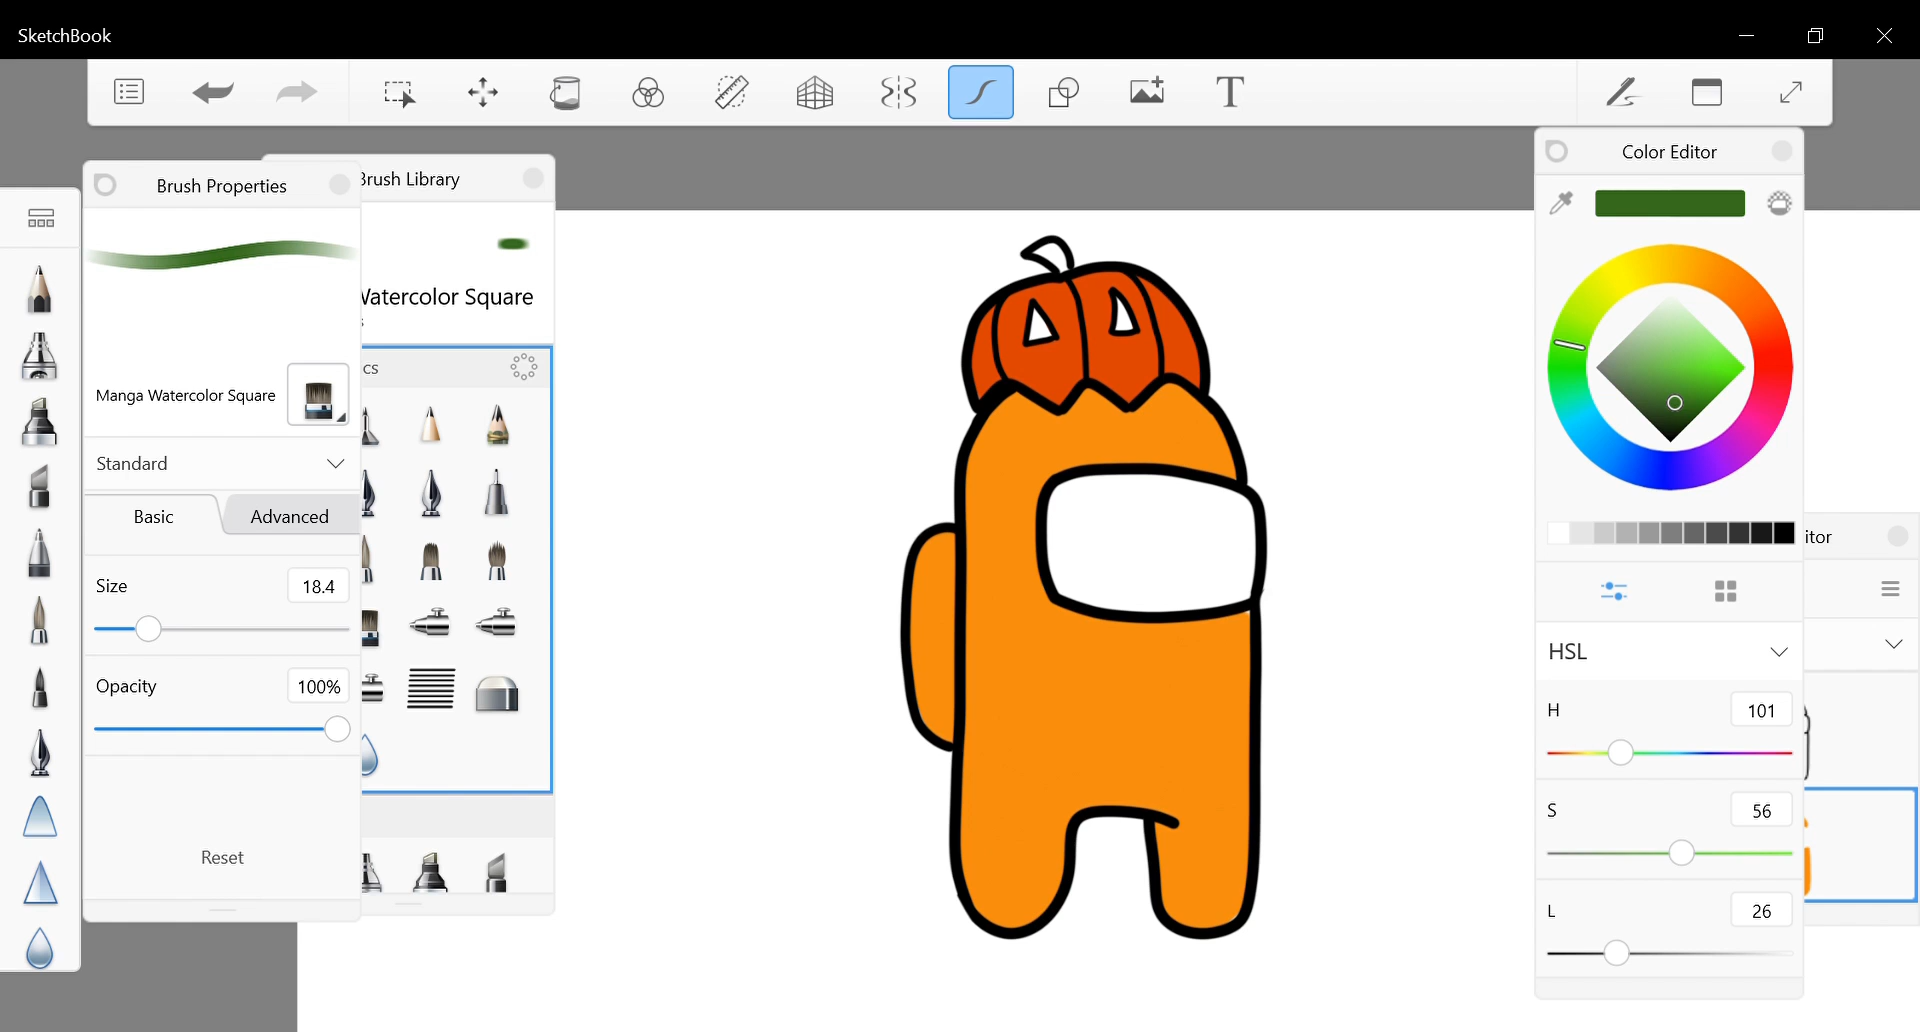 SketchBook
T
Brush Properties
Brush Library
Watercolor Square
Manga Watercolor Square
cs
Standard
Basic
Advanced
Size
18.4
Opacity
100%
Reset
Color Editor
itor
HSL
H
101
S
56
L
26